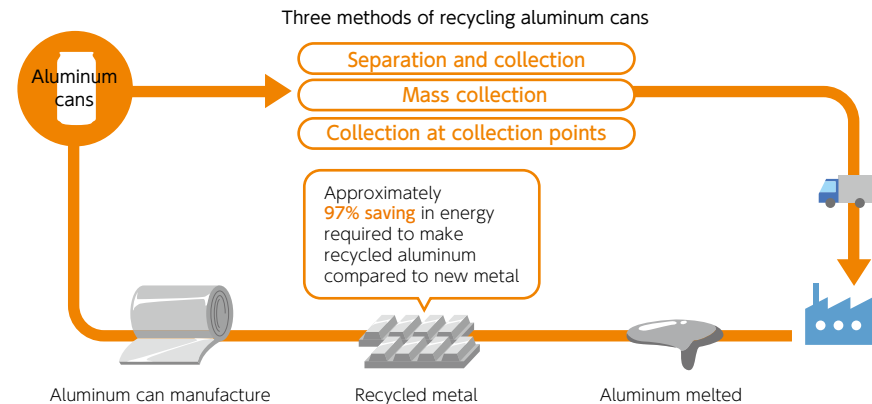 Three methods of recycling aluminum cans
Aluminum
cans
Separation and collection
Mass collection
Collection at collection points
Approximately
97% saving in energy
required to make
recycled aluminum
compared to new metal
Aluminum can manufacture
Recycled metal
Aluminum melted